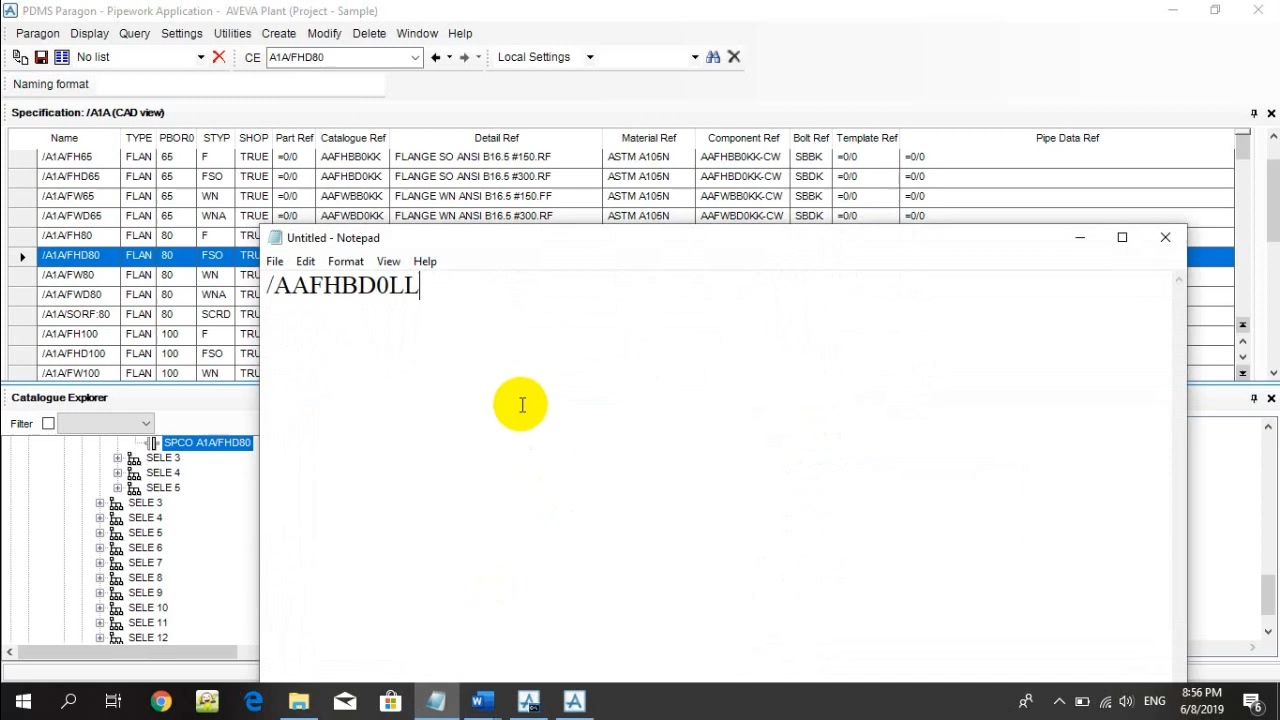 PDMS Paragon - Pipework Application - AVEVA Plant (Project - Sample)
Paragon Display Query Settings Utilities Create Modify Delete Window Help
No list CE A1A/FHD80 Local Settings
Naming format
Specification: /A1A (CAD view)
Name TYPE PBOR0 STYP SHOP Part Ref Catalogue Ref Detail Ref Material Ref Component Ref Bolt Ref Template Ref Pipe Data Ref
/A1A/FH65 FLAN 65 F TRUE =0/0 AAFHBB0KK FLANGE SO ANSI B16.5 #150.RF ASTM A105N AAFHBB0KK-CW SBBK =0/0 =0/0
/A1A/FHD65 FLAN 65 FSO TRUE =0/0 AAFHBD0KK FLANGE SO ANSI B16.5 #300.RF ASTM A105N AAFHBD0KK-CW SBDK =0/0 =0/0
/A1A/FW65 FLAN 65 WN TRUE =0/0 AAFWBB0KK FLANGE WN ANSI B16.5 #150.FF ASTM A105N AAFWBB0KK-CW SBBK =0/0 =0/0
/A1A/FWD65 FLAN 65 WNA TRUE =0/0 AAFWBD0KK FLANGE WN ANSI B16.5 #300.RF ASTM A105N AAFWBD0KK-CW SBDK =0/0 =0/0
/A1A/FH80 FLAN 80 F TRU
/A1A/FHD80 FLAN 80 FSO TRU
/A1A/FW80 FLAN 80 WN TRU
/A1A/FWD80 FLAN 80 WNA TRU
/A1A/SORF:80 FLAN 80 SCRD TRU
/A1A/FH100 FLAN 100 F TRU
/A1A/FHD100 FLAN 100 FSO TRU
/A1A/FW100 FLAN 100 WN TRU
Untitled - Notepad
File Edit Format View Help
/AAFHBD0LL
Catalogue Explorer
Filter
SPCO A1A/FHD80
SELE 3
SELE 4
SELE 5
SELE 3
SELE 4
SELE 5
SELE 6
SELE 7
SELE 8
SELE 9
SELE 10
SELE 11
SELE 12
ENG
8:56 PM
6/8/2019
6